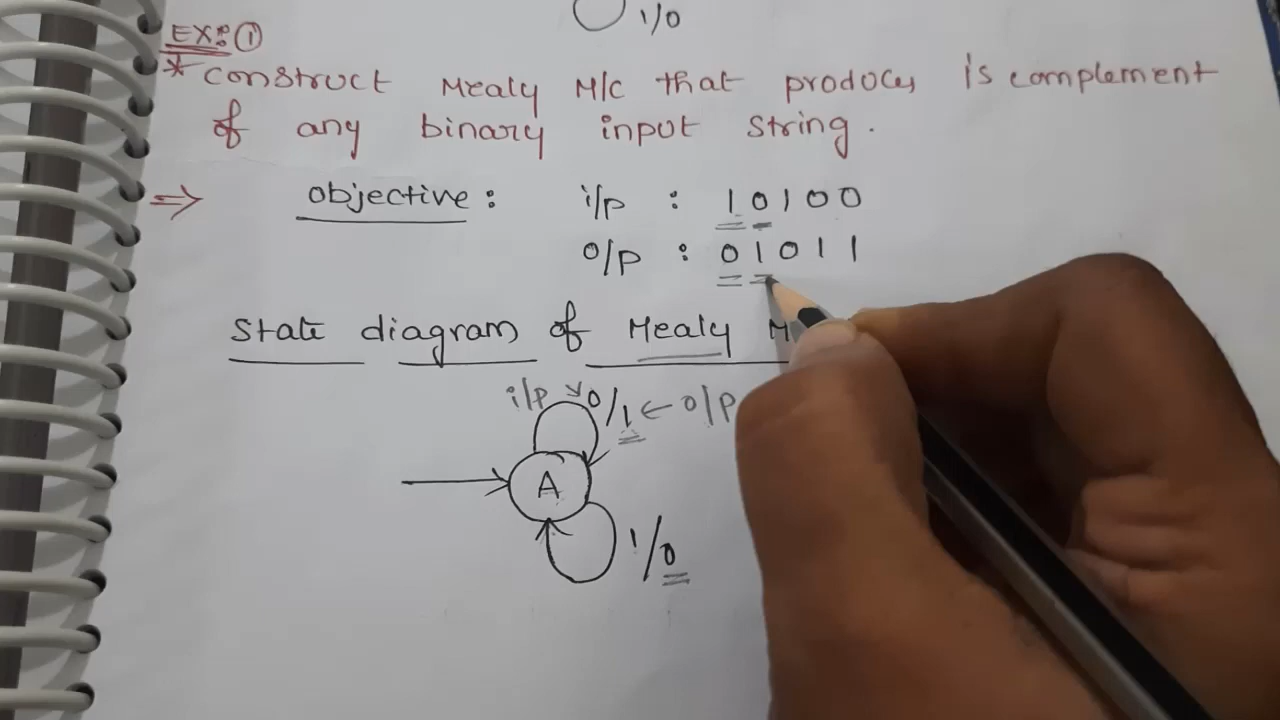 1/0
EX: ①
* construct Mealy M/C that produces 1s complement
of any binary input string.
⇒ objective: i/p : 10100
o/p : 01011
State diagram of Mealy
i/p 0/1 ← o/p
A
1/0